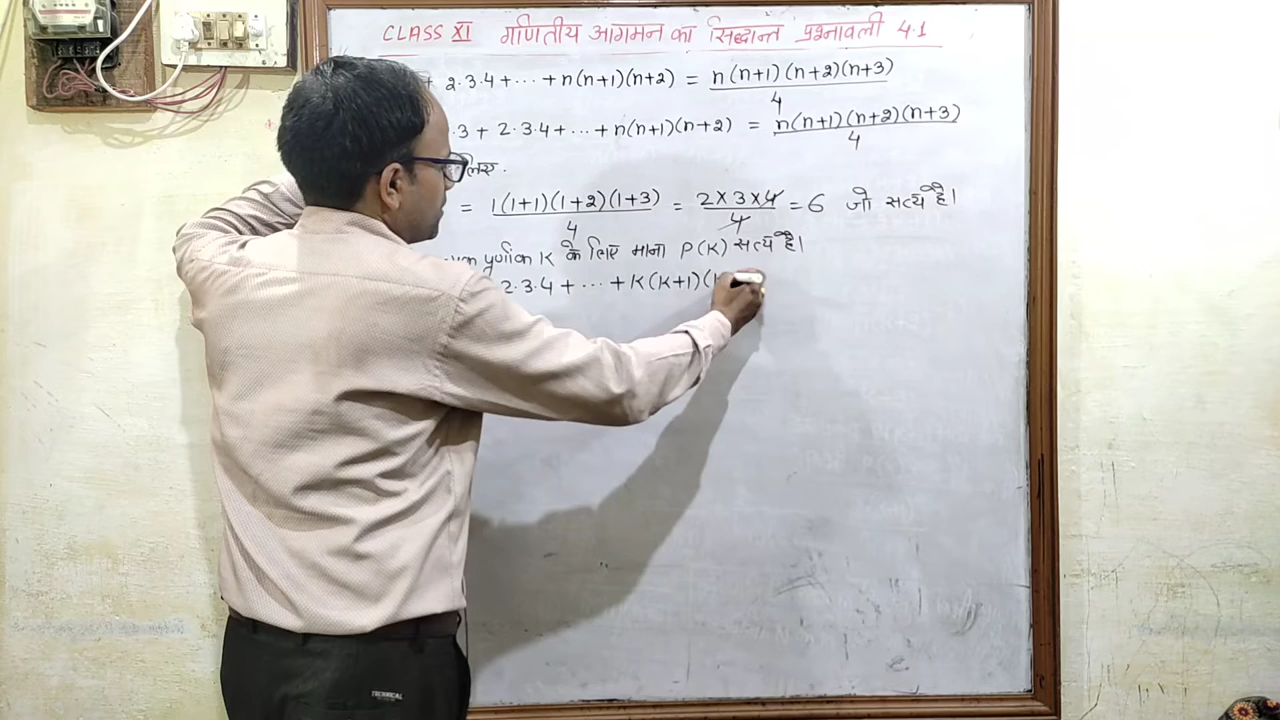 CLASS XI गणितीय आगमन का सिद्धान्त प्रश्नावली 4.1
+ 2·3·4 + ··· + n(n+1)(n+2) = n(n+1)(n+2)(n+3)/4
·3 + 2·3·4 + ··· + n(n+1)(n+2) = n(n+1)(n+2)(n+3)/4
लिए.
= 1(1+1)(1+2)(1+3)/4 = 2×3×4/4 = 6 जो सत्य है।
पूर्णांक K के लिए माना P(K) सत्य है।
2·3·4 + ··· + K(K+1)(
TECHNICAL